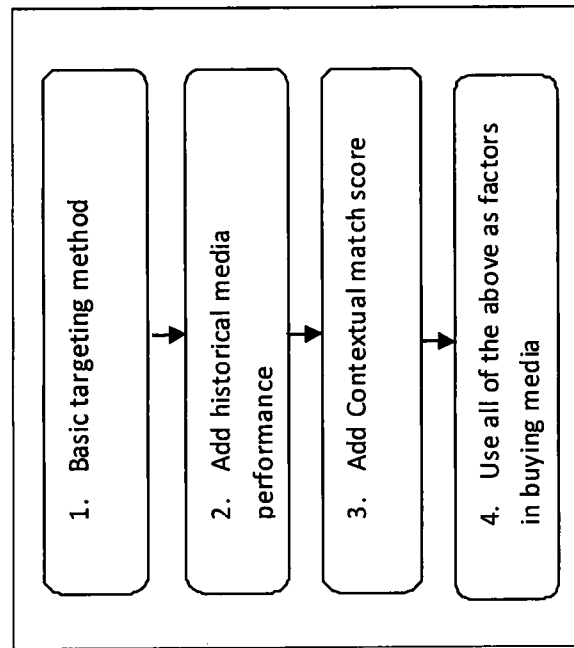 1. Basic targeting method
2. Add historical media
performance
3. Add Contextual match score
4. Use all of the above as factors
in buying media